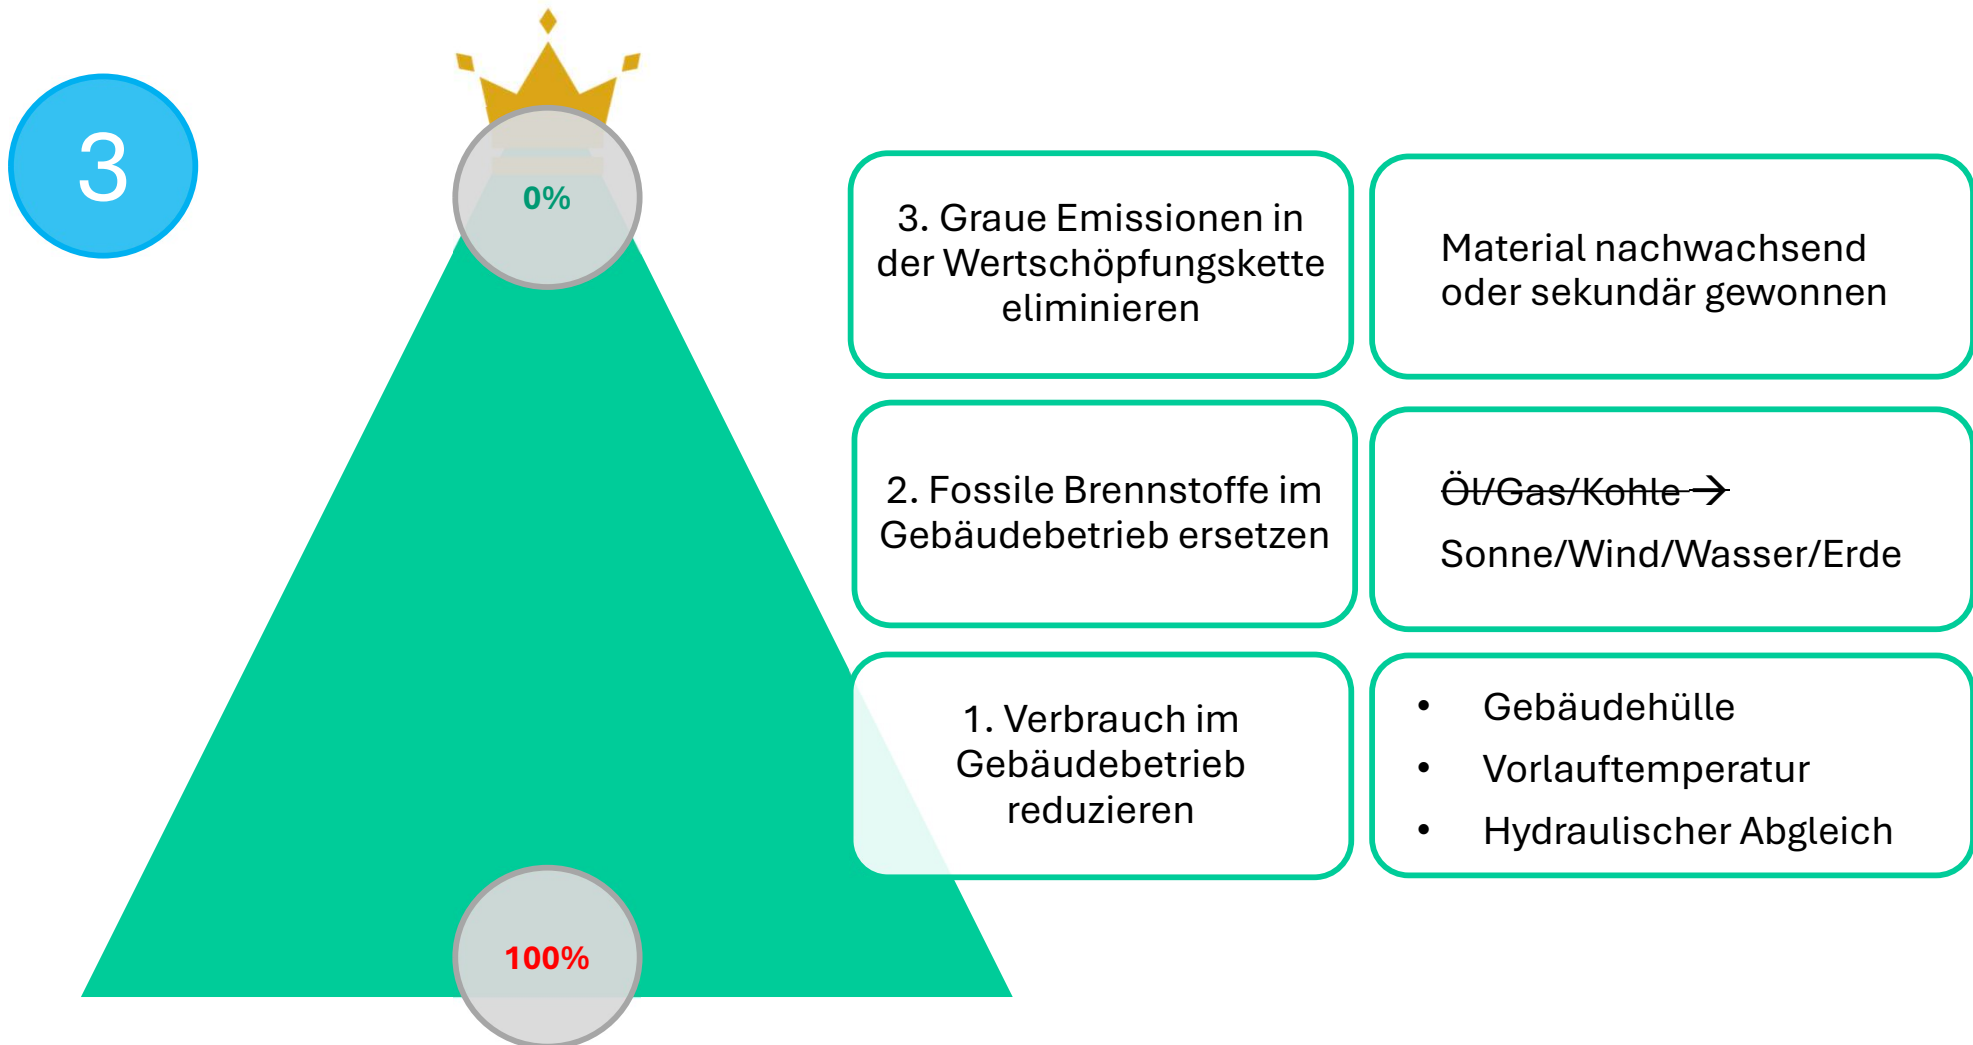 3
0%
3. Graue Emissionen in
der Wertschöpfungskette
eliminieren
Material nachwachsend
oder sekundär gewonnen
2. Fossile Brennstoffe im
Gebäudebetrieb ersetzen
Öl/Gas/Kohle →
Sonne/Wind/Wasser/Erde
1. Verbrauch im
Gebäudebetrieb
reduzieren
• Gebäudehülle
• Vorlauftemperatur
• Hydraulischer Abgleich
100%